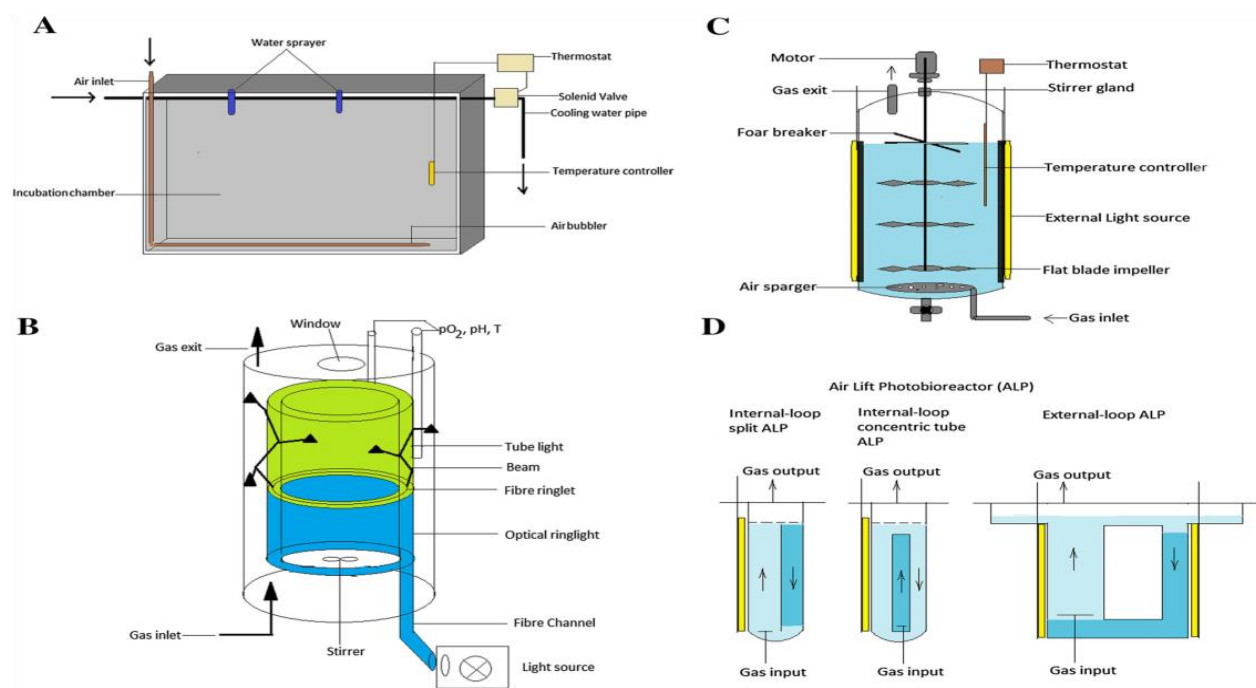 A
Water sprayer
Thermostat
Air inlet
Solenid Valve
Cooling water pipe
Temperature controller
Incubation chamber
Airbubbler
B
Window
pO2, pH, T
Gas exit
Tube light
Beam
Fibre ringlet
Optical ringlight
Fibre Channel
Gas inlet
Stirrer
Light source
C
Motor
Thermostat
Gas exit
Stirrer gland
Foar breaker
Temperature controller
External Light source
Flat blade impeller
Air sparger
Gas inlet
D
Air Lift Photobioreactor (ALP)
Internal-loop
split ALP
Internal-loop
concentric tube
ALP
External-loop ALP
Gas output
Gas output
Gas output
Gas input
Gas input
Gas input